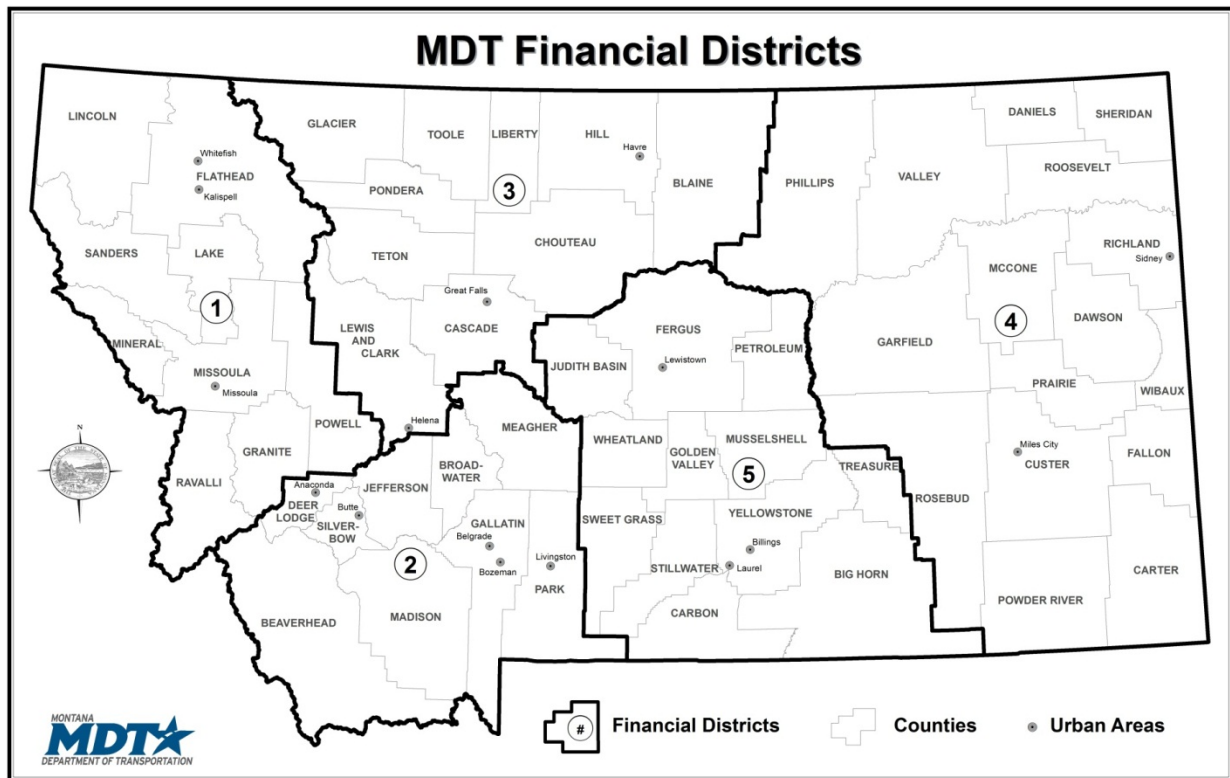 MDT Financial Districts
LINCOLN
Whitefish
FLATHEAD
Kalispell
SANDERS
LAKE
1
MINERAL
MISSOULA
Missoula
POWELL
GRANITE
RAVALLI
GLACIER
TOOLE
LIBERTY
HILL
Havre
BLAINE
PONDERA
3
CHOUTEAU
TETON
Great Falls
CASCADE
LEWIS
AND
CLARK
Helena
PHILLIPS
VALLEY
DANIELS
SHERIDAN
ROOSEVELT
RICHLAND
Sidney
MCCONE
4
DAWSON
GARFIELD
PRAIRIE
WIBAUX
Miles City
CUSTER
FALLON
ROSEBUD
CARTER
POWDER RIVER
FERGUS
Lewistown
PETROLEUM
JUDITH BASIN
WHEATLAND
GOLDEN
VALLEY
MUSSELSHELL
5
TREASURE
YELLOWSTONE
SWEET GRASS
Billings
Laurel
STILLWATER
BIG HORN
CARBON
MEAGHER
BROAD-
WATER
JEFFERSON
Anaconda
DEER
LODGE
Butte
SILVER-
BOW
GALLATIN
Belgrade
Bozeman
Livingston
PARK
2
MADISON
BEAVERHEAD
N
MONTANA
MDT
DEPARTMENT OF TRANSPORTATION
# Financial Districts
Counties
Urban Areas